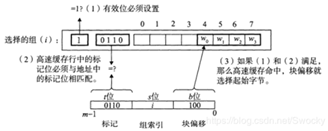 =1?（1）有效位必须设置
0 1 2 3 4 5 6 7
选择的组（i）： 1 0110 w₀ w₁ w₂ w₃
（2）高速缓存行中的标
记位必须与地址中
的标记位相匹配。
=?
（3）如果（1）和（2）满足，
那么高速缓存命中，块偏移
就选择起始字节。
t位 s位 b位
0110 i 100
m-1 0
标记 组索引 块偏移